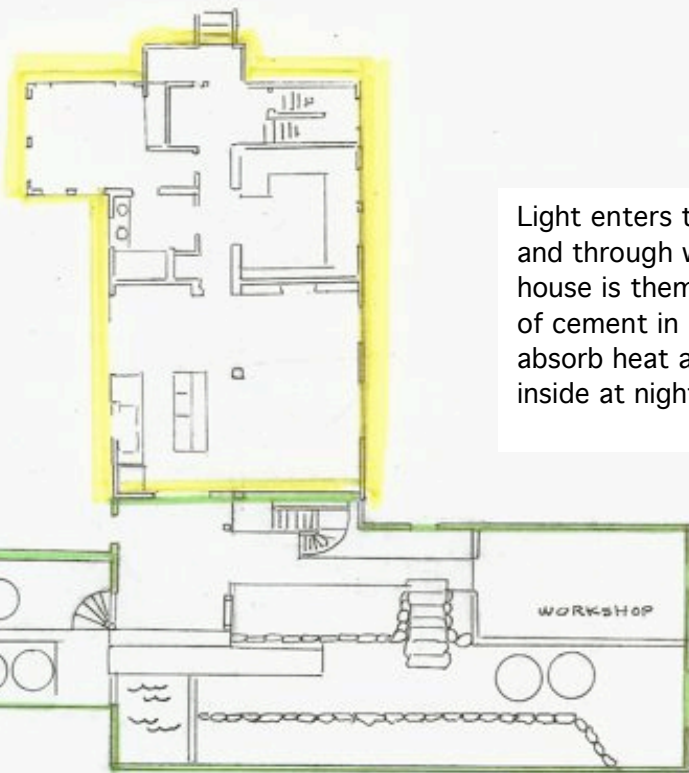 Light enters t
and through w
house is them
of cement in
absorb heat a
inside at night
WORKSHOP